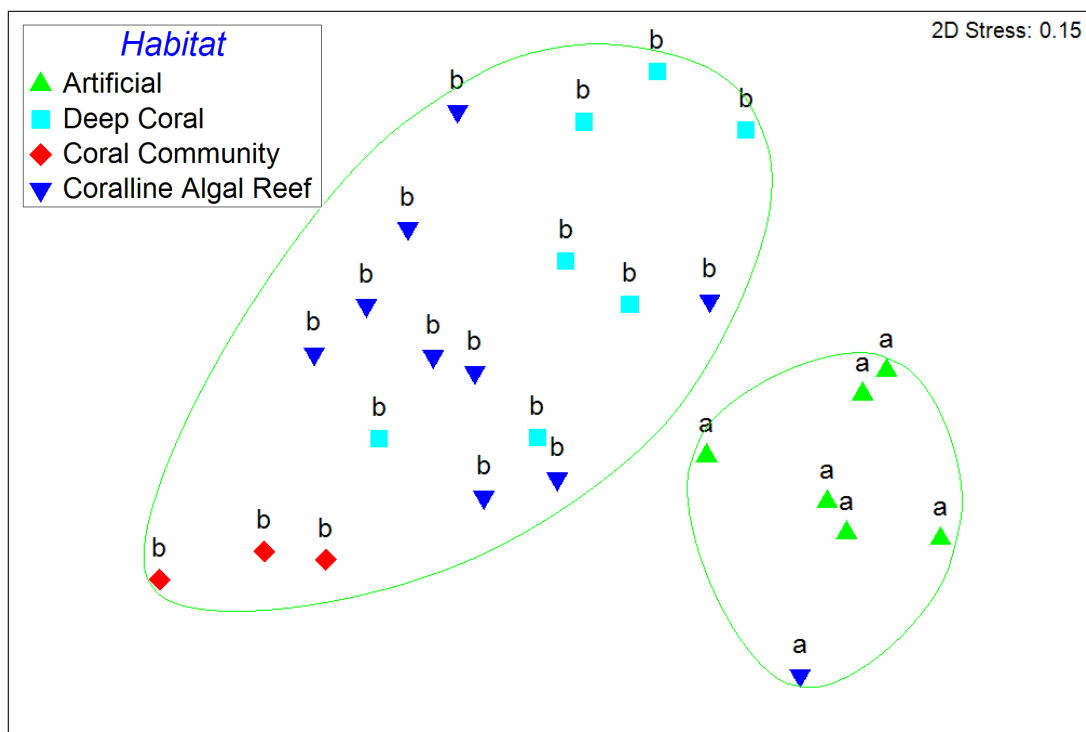 2D Stress: 0.15
Habitat
Artificial
Deep Coral
Coral Community
Coralline Algal Reef
b
b b b
b
b
b b b
b b
b
a
a
b b a
b
b a
a a
b b
b
a